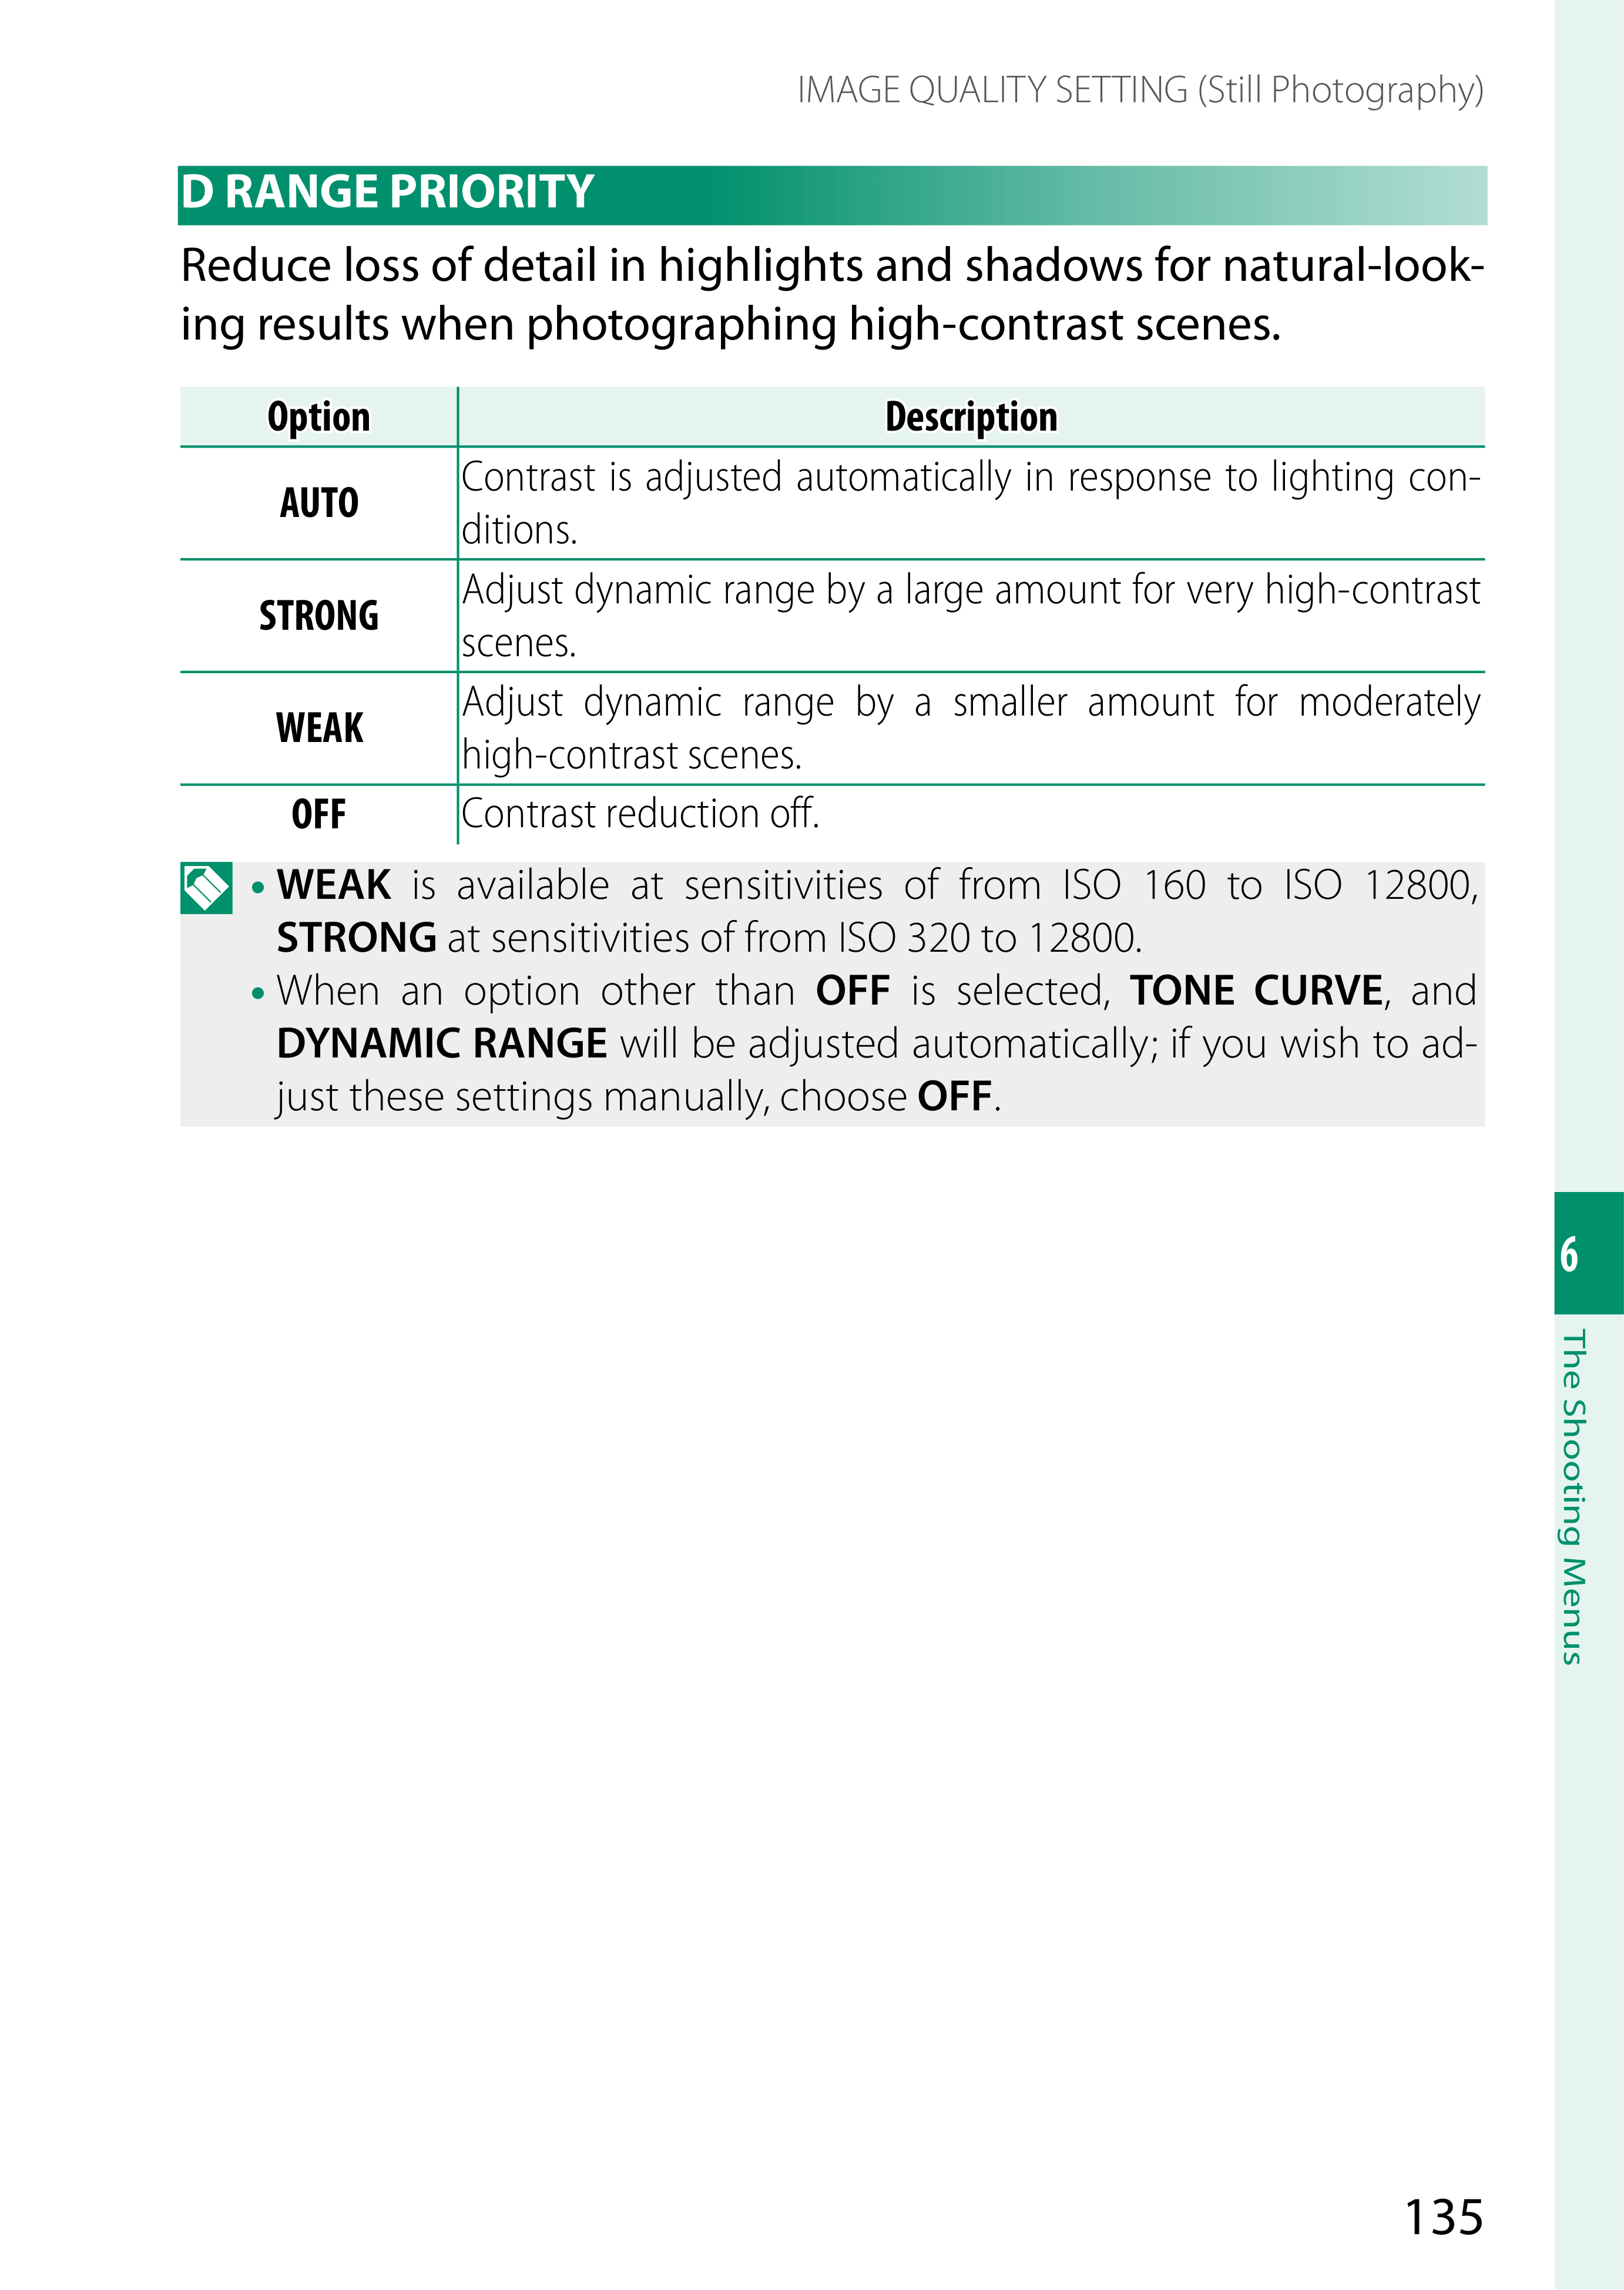 IMAGE QUALITY SETTING (Still Photography)
D RANGE PRIORITY
Reduce loss of detail in highlights and shadows for natural-look-
ing results when photographing high-contrast scenes.
Option Description
AUTO Contrast is adjusted automatically in response to lighting con-
ditions.
STRONG Adjust dynamic range by a large amount for very high-contrast
scenes.
WEAK Adjust dynamic range by a smaller amount for moderately
high-contrast scenes.
OFF Contrast reduction off.
• WEAK is available at sensitivities of from ISO 160 to ISO 12800,
STRONG at sensitivities of from ISO 320 to 12800.
• When an option other than OFF is selected, TONE CURVE, and
DYNAMIC RANGE will be adjusted automatically; if you wish to ad-
just these settings manually, choose OFF.
6
The Shooting Menus
135